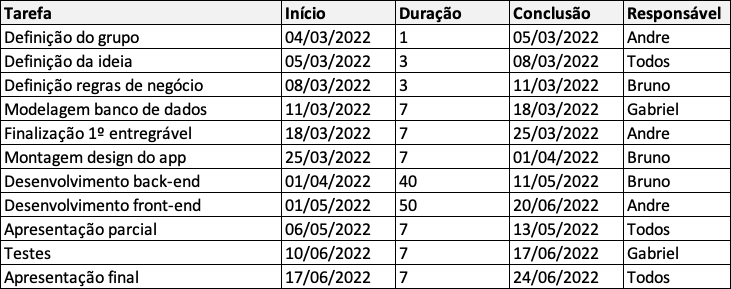 Tarefa Início Duração Conclusão Responsável
Definição do grupo 04/03/2022 1 05/03/2022 Andre
Definição da ideia 05/03/2022 3 08/03/2022 Todos
Definição regras de negócio 08/03/2022 3 11/03/2022 Bruno
Modelagem banco de dados 11/03/2022 7 18/03/2022 Gabriel
Finalização 1º entregrável 18/03/2022 7 25/03/2022 Andre
Montagem design do app 25/03/2022 7 01/04/2022 Bruno
Desenvolvimento back-end 01/04/2022 40 11/05/2022 Bruno
Desenvolvimento front-end 01/05/2022 50 20/06/2022 Andre
Apresentação parcial 06/05/2022 7 13/05/2022 Todos
Testes 10/06/2022 7 17/06/2022 Gabriel
Apresentação final 17/06/2022 7 24/06/2022 Todos